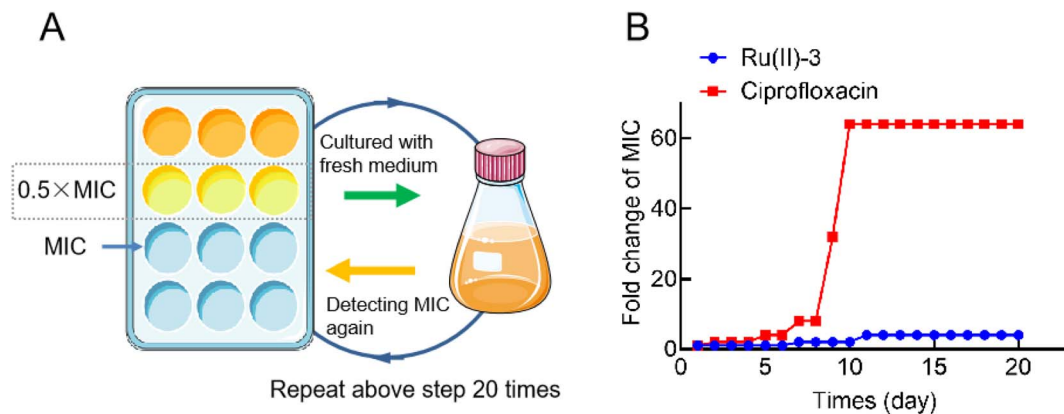 A
0.5×MIC
MIC
Cultured with
fresh medium
Detecting MIC
again
Repeat above step 20 times
B
Ru(II)-3
Ciprofloxacin
Fold change of MIC
60
40
20
0
0 5 10 15 20
Times (day)